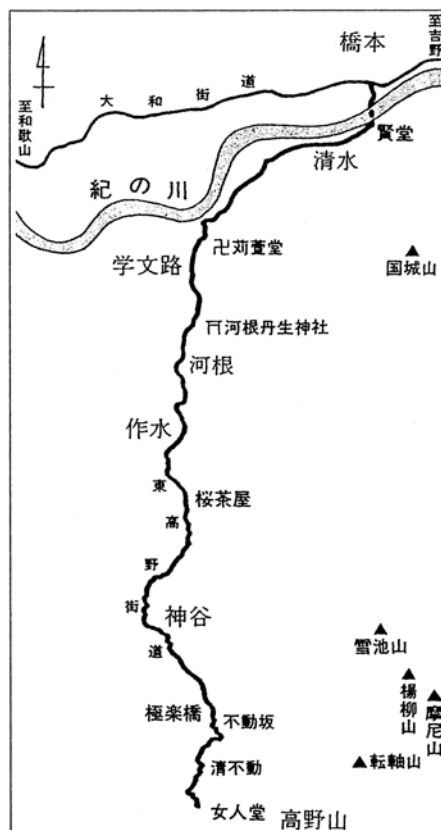 至吉野
橋本
大和街道
至和歌山
賢堂
清水
紀の川
卍苅萱堂
学文路
国城山
河根丹生神社
河根
作水
東高野街道
桜茶屋
神谷
雪池山
楊柳山
摩尼山
極楽橋
不動坂
転軸山
清不動
女人堂
高野山